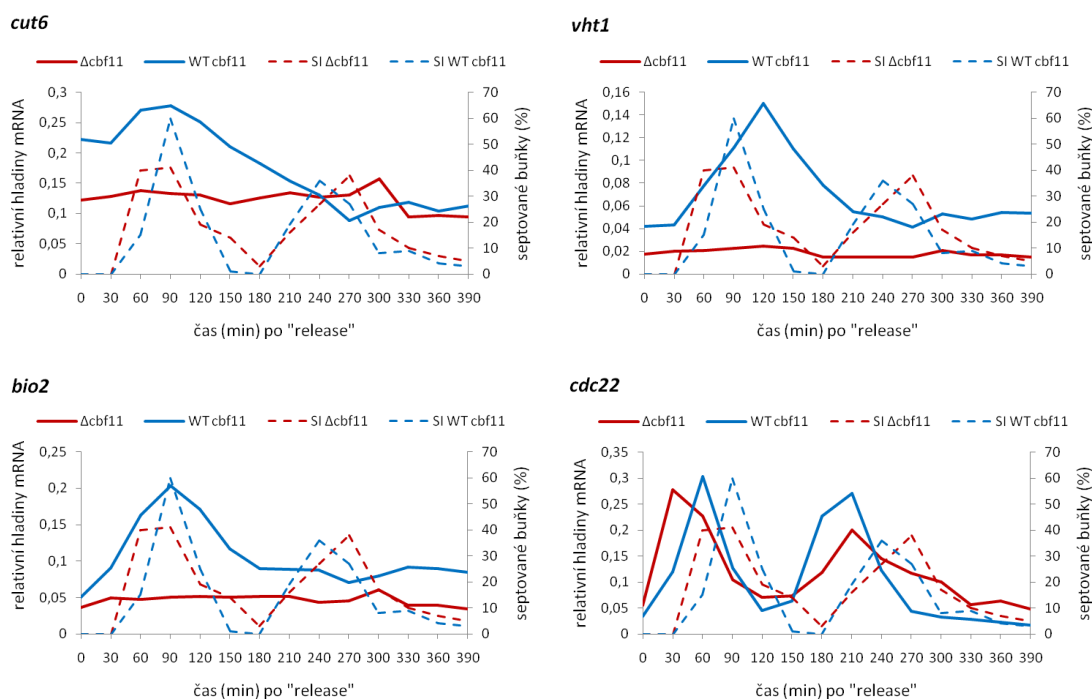 cut6
Δcbf11 WT cbf11 SI Δcbf11 SI WT cbf11
relativní hladiny mRNA
0,3
0,25
0,2
0,15
0,1
0,05
0
70
60
50
40
30
20
10
0
septované buňky (%)
0 30 60 90 120 150 180 210 240 270 300 330 360 390
čas (min) po "release"
vht1
Δcbf11 WT cbf11 SI Δcbf11 SI WT cbf11
relativní hladiny mRNA
0,16
0,14
0,12
0,1
0,08
0,06
0,04
0,02
0
70
60
50
40
30
20
10
0
septované buňky (%)
0 30 60 90 120 150 180 210 240 270 300 330 360 390
čas (min) po "release"
bio2
Δcbf11 WT cbf11 SI Δcbf11 SI WT cbf11
relativní hladiny mRNA
0,25
0,2
0,15
0,1
0,05
0
70
60
50
40
30
20
10
0
septované buňky (%)
0 30 60 90 120 150 180 210 240 270 300 330 360 390
čas (min) po "release"
cdc22
Δcbf11 WT cbf11 SI Δcbf11 SI WT cbf11
relativní hladiny mRNA
0,35
0,3
0,25
0,2
0,15
0,1
0,05
0
70
60
50
40
30
20
10
0
septované buňky (%)
0 30 60 90 120 150 180 210 240 270 300 330 360 390
čas (min) po "release"